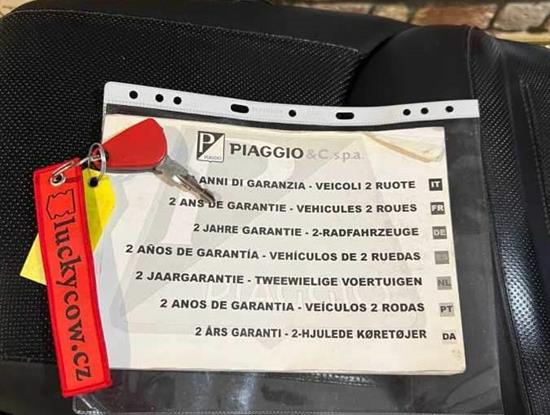 PIAGGIO & C. s.p.a.
PIAGGIO
ANNI DI GARANZIA - VEICOLI 2 RUOTE IT
2 ANS DE GARANTIE - VEHICULES 2 ROUES FR
2 JAHRE GARANTIE - 2-RADFAHRZEUGE DE
2 AÑOS DE GARANTÍA - VEHÍCULOS DE 2 RUEDAS ES
2 JAARGARANTIE - TWEEWIELIGE VOERTUIGEN NL
2 ANOS DE GARANTIA - VEÍCULOS 2 RODAS PT
2 ÅRS GARANTI - 2-HJULEDE KØRETØJER DA
luckycow.cz